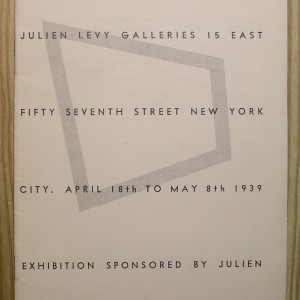 JULIEN LEVY GALLERIES 15 EAST
FIFTY SEVENTH STREET NEW YORK
CITY. APRIL 18th TO MAY 8th 1939
EXHIBITION SPONSORED BY JULIEN